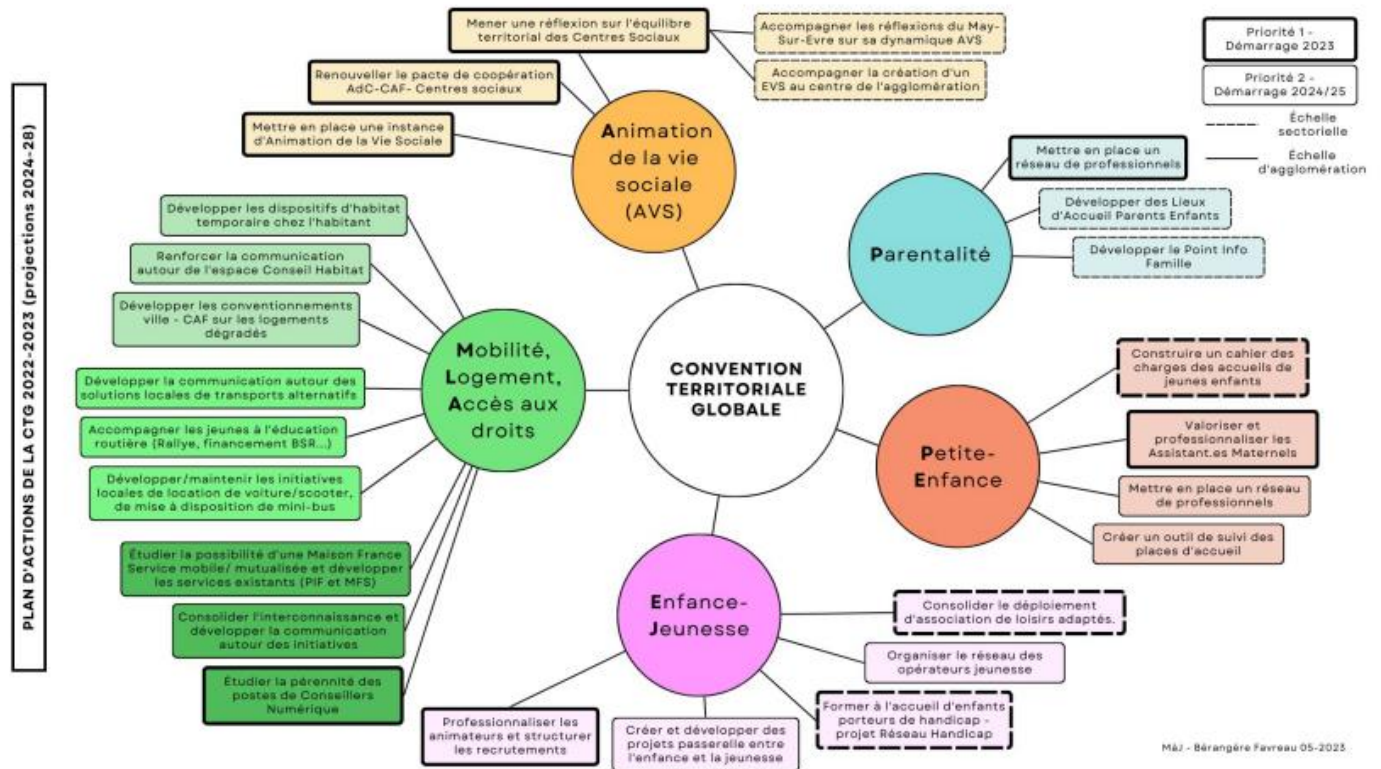 PLAN D'ACTIONS DE LA CTG 2022-2023 (projections 2024-28)
Mener une réflexion sur l'équilibre
territorial des Centres Sociaux
Accompagner les réflexions du May-
Sur-Evre sur sa dynamique AVS
Accompagner la création d'un
EVS au centre de l'agglomération
Renouveller le pacte de coopération
AdC-CAF- Centres sociaux
Mettre en place une instance
d'Animation de la Vie Sociale
Animation
de la vie
sociale
(AVS)
Priorité 1 -
Démarrage 2023
Priorité 2 -
Démarrage 2024/25
Échelle
sectorielle
Échelle
d'agglomération
Mettre en place un
réseau de professionnels
Développer des Lieux
d'Accueil Parents Enfants
Développer le Point Info
Famille
Parentalité
Développer les dispositifs d'habitat
temporaire chez l'habitant
Renforcer la communication
autour de l'espace Conseil Habitat
Développer les conventionnements
ville - CAF sur les logements
dégradés
Développer la communication autour des
solutions locales de transports alternatifs
Accompagner les jeunes à l'éducation
routière (Rallye, financement BSR...)
Développer/maintenir les initiatives
locales de location de voiture/scooter,
de mise à disposition de mini-bus
Étudier la possibilité d'une Maison France
Service mobile/ mutualisée et développer
les services existants (PIF et MFS)
Consolider l'interconnaissance et
développer la communication
autour des initiatives
Étudier la pérennité des
postes de Conseillers
Numérique
Mobilité,
Logement,
Accès aux
droits
CONVENTION
TERRITORIALE
GLOBALE
Construire un cahier des
charges des accueils de
jeunes enfants
Valoriser et
professionnaliser les
Assistant.es Maternels
Mettre en place un réseau
de professionnels
Créer un outil de suivi des
places d'accueil
Petite-
Enfance
Enfance-
Jeunesse
Consolider le déploiement
d'association de loisirs adaptés.
Organiser le réseau des
opérateurs jeunesse
Former à l'accueil d'enfants
porteurs de handicap -
projet Réseau Handicap
Créer et développer des
projets passerelle entre
l'enfance et la jeunesse
Professionnaliser les
animateurs et structurer
les recrutements
MàJ - Bérangère Favreau 05-2023